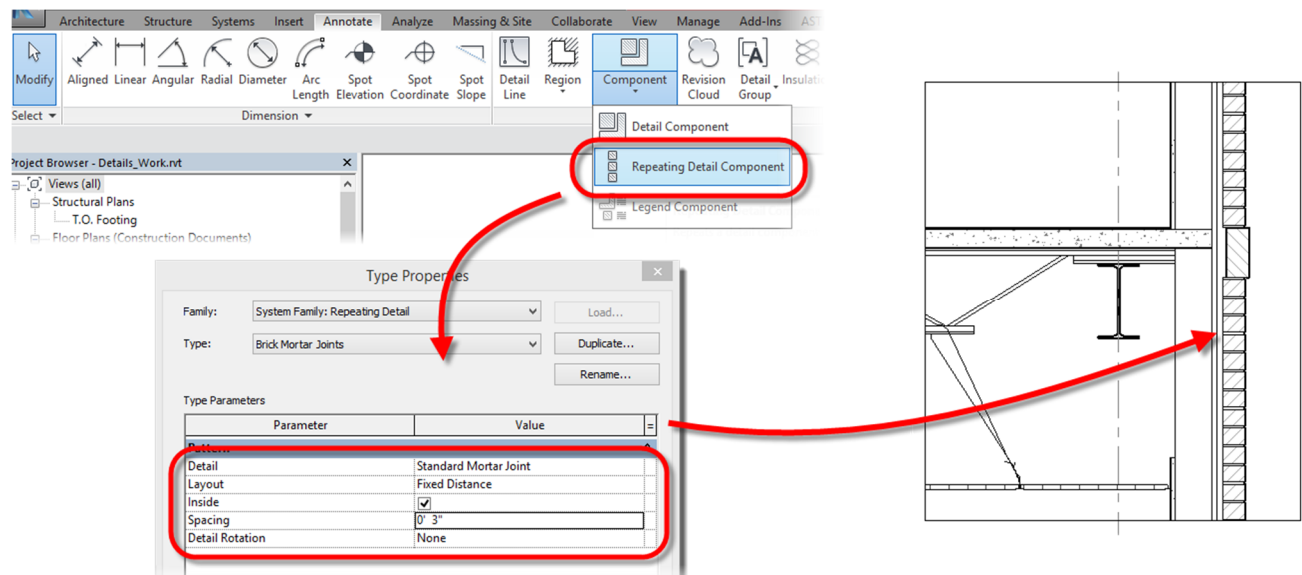 Architecture Structure Systems Insert Annotate Analyze Massing & Site Collaborate View Manage Add-Ins AST
Modify Aligned Linear Angular Radial Diameter Arc Length Spot Elevation Spot Coordinate Spot Slope Detail Line Region Component Revision Cloud Detail Group Insulati
Select Dimension
Detail Component
Repeating Detail Component
Legend Component
Project Browser - Details_Work.rvt
Views (all)
Structural Plans
T.O. Footing
Floor Plans (Construction Documents)
Type Properties
Family: System Family: Repeating Detail Load...
Type: Brick Mortar Joints Duplicate...
Rename...
Type Parameters
Parameter Value =
Pattern
Detail Standard Mortar Joint
Layout Fixed Distance
Inside
Spacing 0' 3"
Detail Rotation None